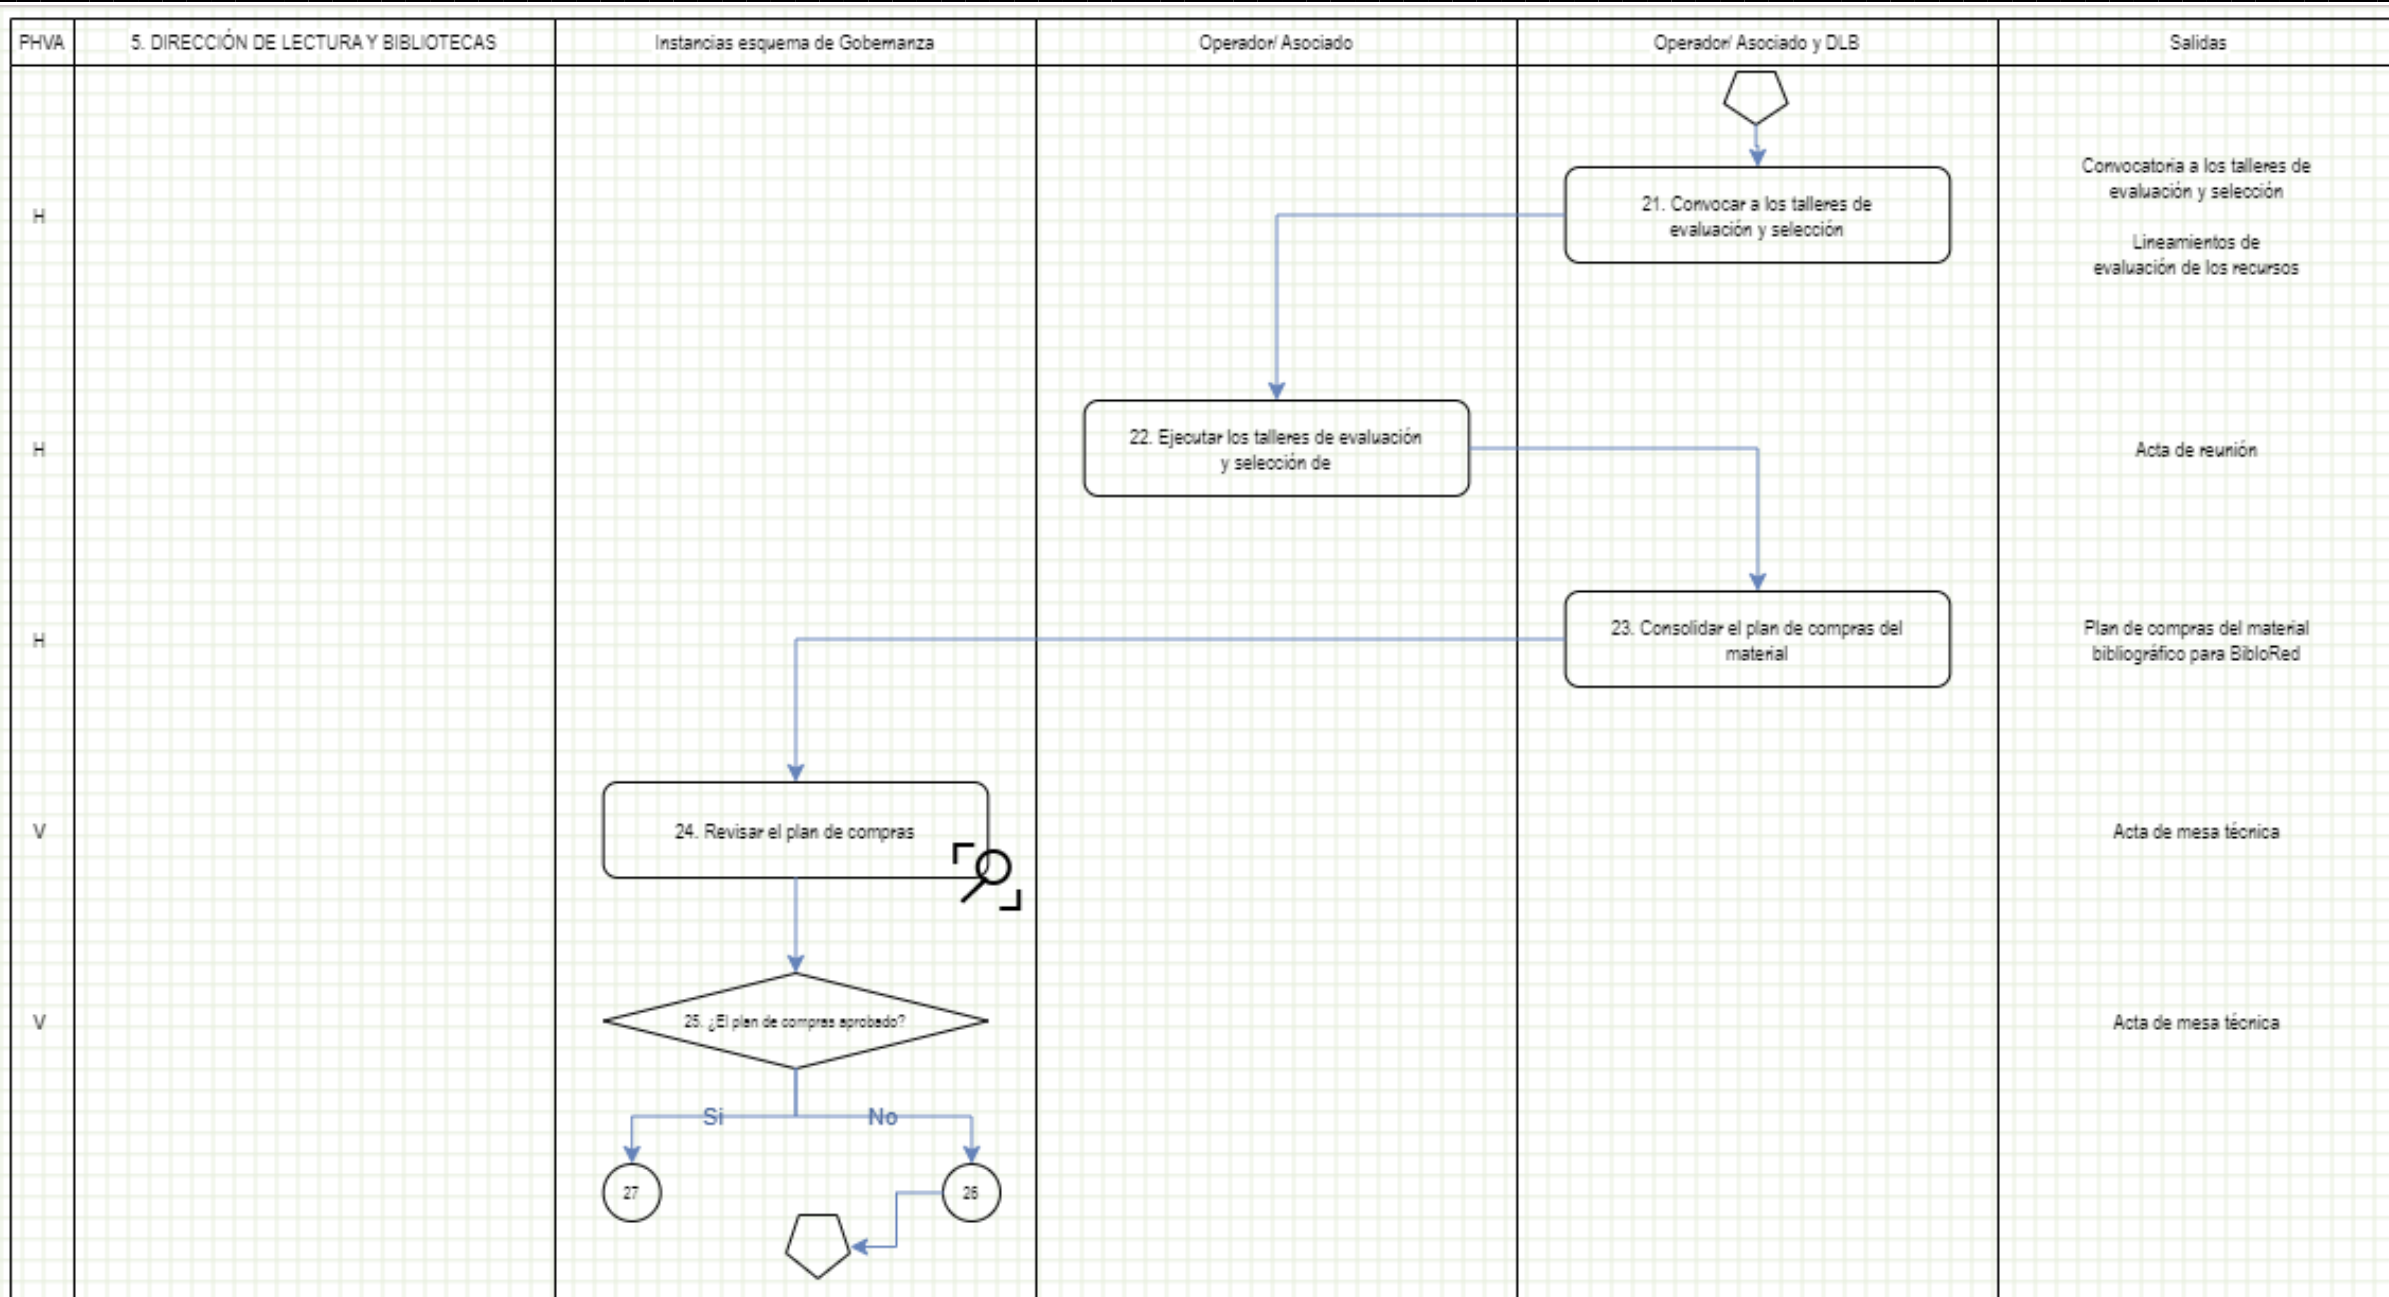 PHVA
5. DIRECCIÓN DE LECTURA Y BIBLIOTECAS
Instancias esquema de Gobernanza
Operador/ Asociado
Operador/ Asociado y DLB
Salidas
H
21. Convocar a los talleres de
evaluación y selección
Convocatoria a los talleres de
evaluación y selección
Lineamientos de
evaluación de los recursos
H
22. Ejecutar los talleres de evaluación
y selección de
Acta de reunión
H
23. Consolidar el plan de compras del
material
Plan de compras del material
bibliográfico para BibloRed
V
24. Revisar el plan de compras
Acta de mesa técnica
V
25. ¿El plan de compras aprobado?
Acta de mesa técnica
Si
No
27
26